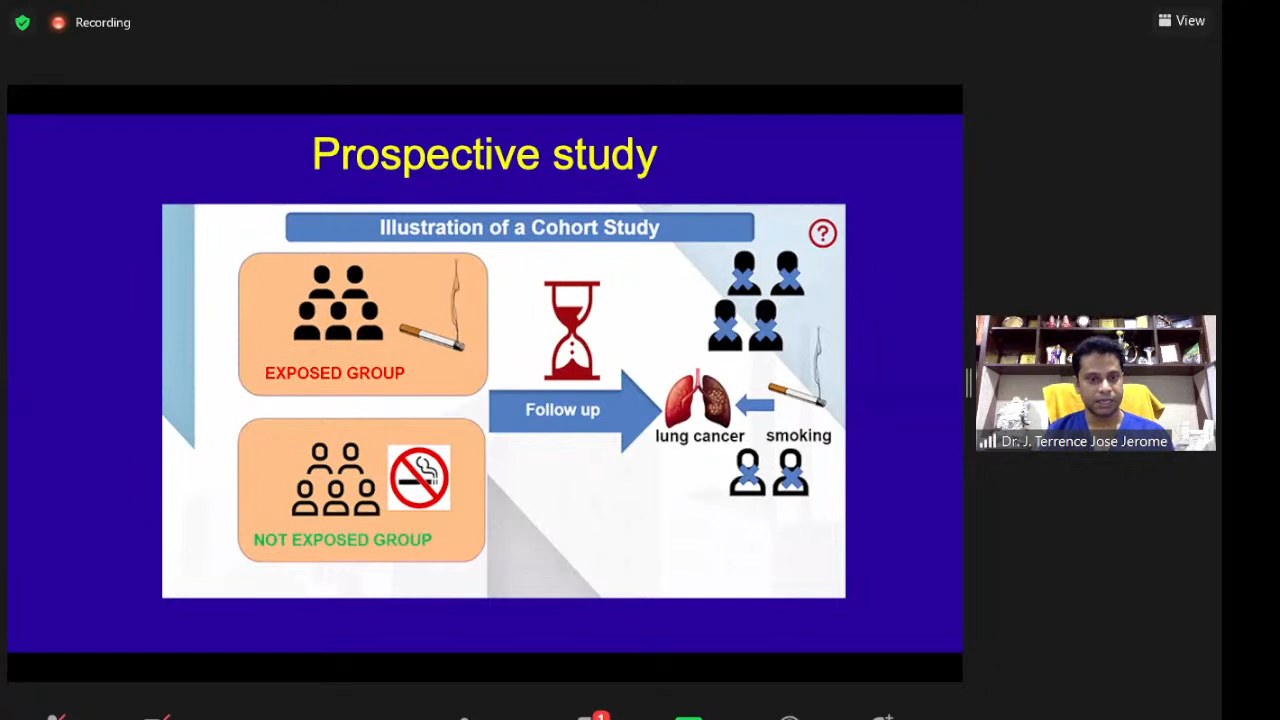 Recording
View
Prospective study
Illustration of a Cohort Study
?
EXPOSED GROUP
Follow up
lung cancer
smoking
NOT EXPOSED GROUP
Dr. J. Terrence Jose Jerome
1